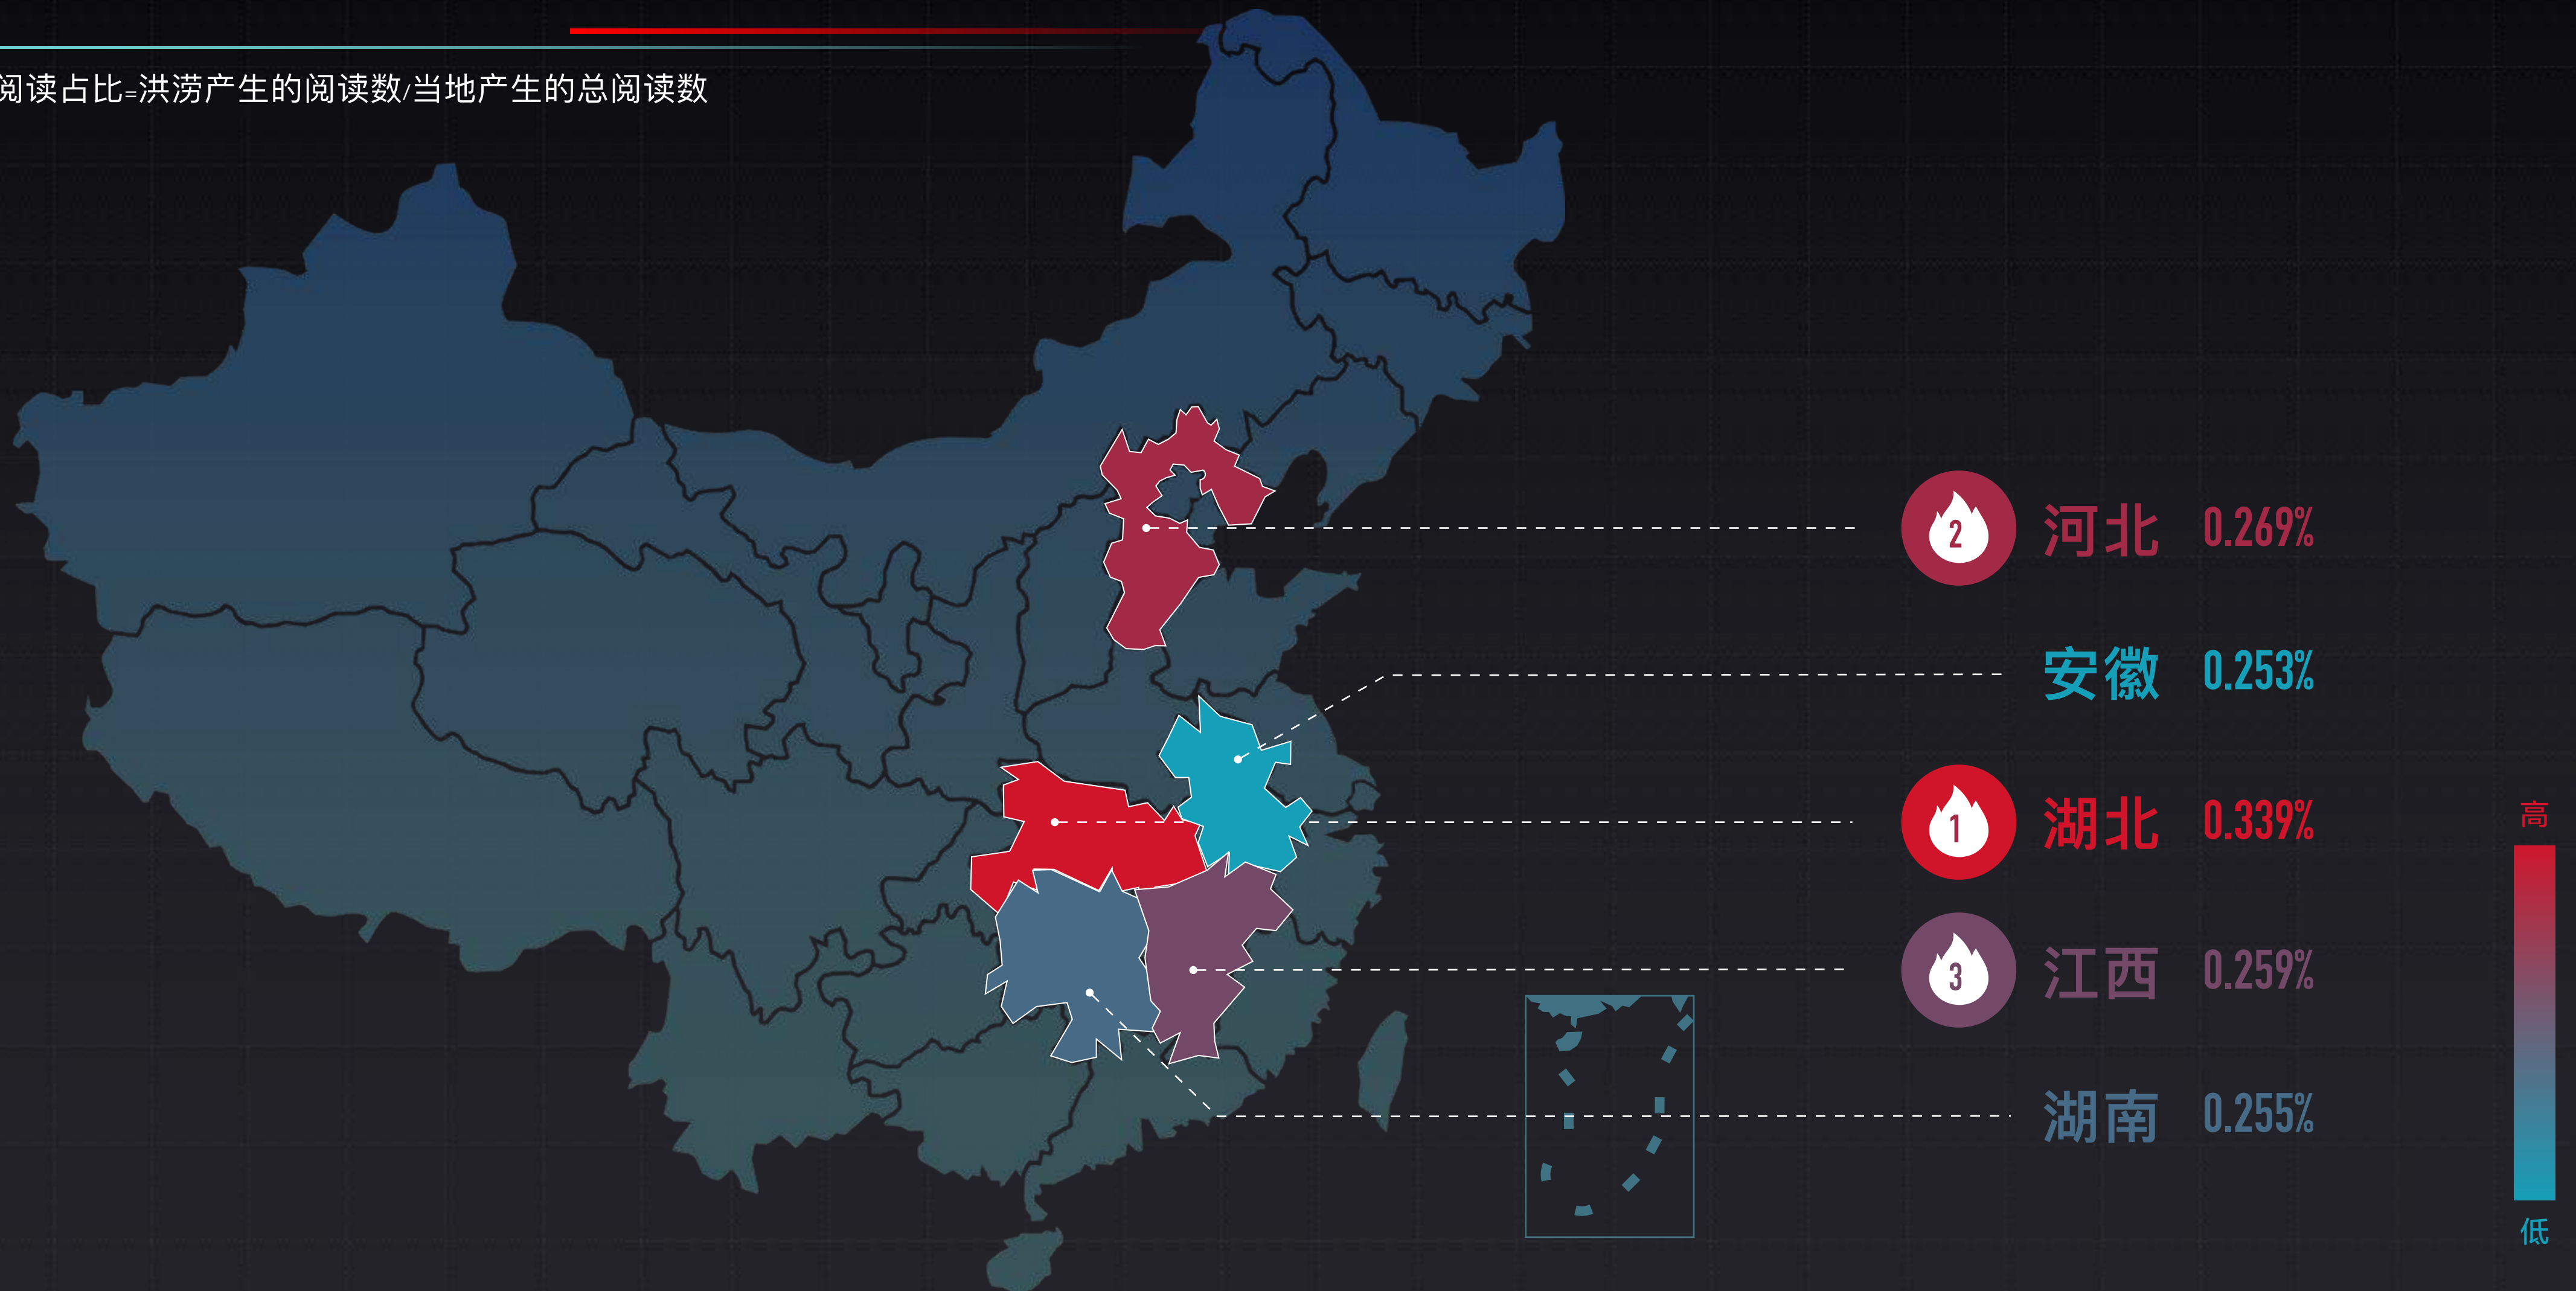 阅读占比=洪涝产生的阅读数/当地产生的总阅读数
2 河北 0.269%
安徽 0.253%
1 湖北 0.339%
3 江西 0.259%
湖南 0.255%
高
低